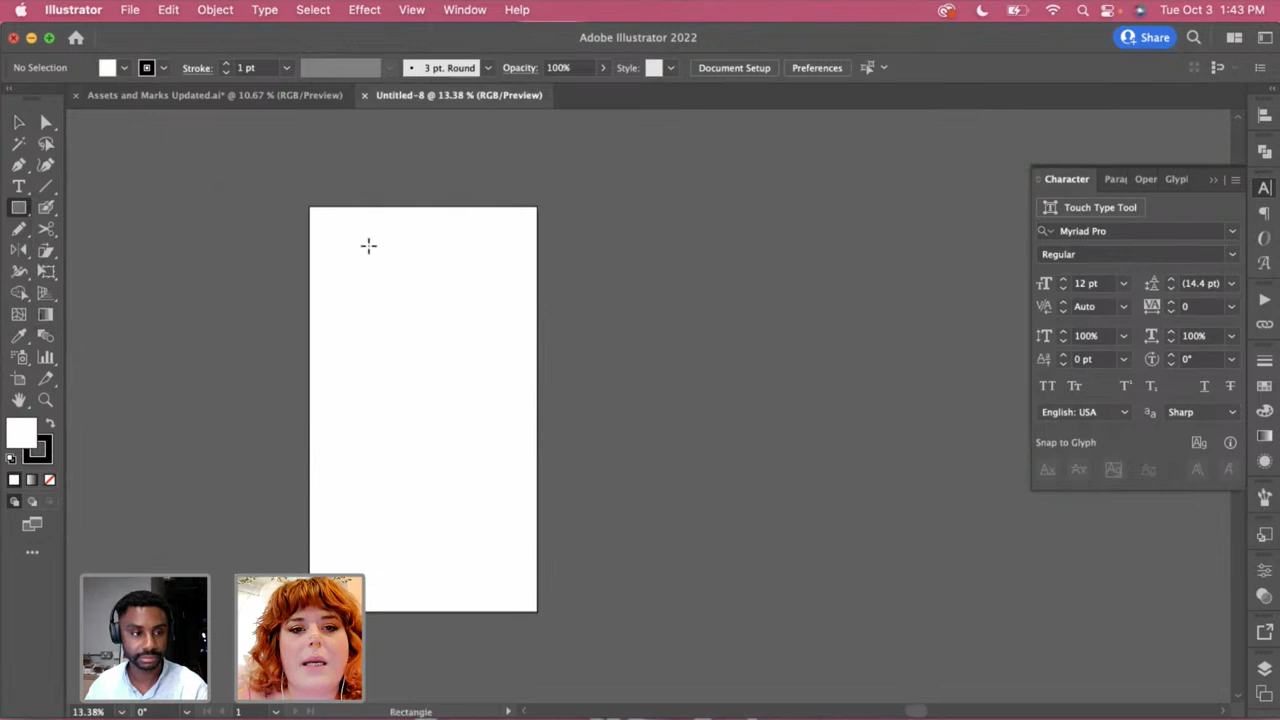 Illustrator File Edit Object Type Select Effect View Window Help Tue Oct 3 1:43 PM
Adobe Illustrator 2022 Share
No Selection Stroke: 1 pt 3 pt. Round Opacity: 100% Style: Document Setup Preferences
Assets and Marks Updated.ai* @ 10.67 % (RGB/Preview) Untitled-8 @ 13.38 % (RGB/Preview)
Character Para Oper Glypl
Touch Type Tool
Myriad Pro
Regular
12 pt (14.4 pt)
Auto 0
100% 100%
0 pt 0°
English: USA Sharp
Snap to Glyph
13.38% 0° 1 Rectangle